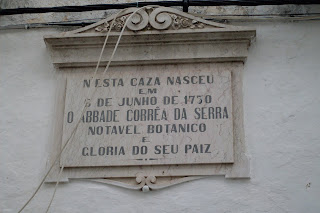 NESTA CAZA NASCEU
EM
6 DE JUNHO DE 1750
O ABBADE CORRÊA DA SERRA
NOTAVEL BOTANICO
E
GLORIA DO SEU PAIZ